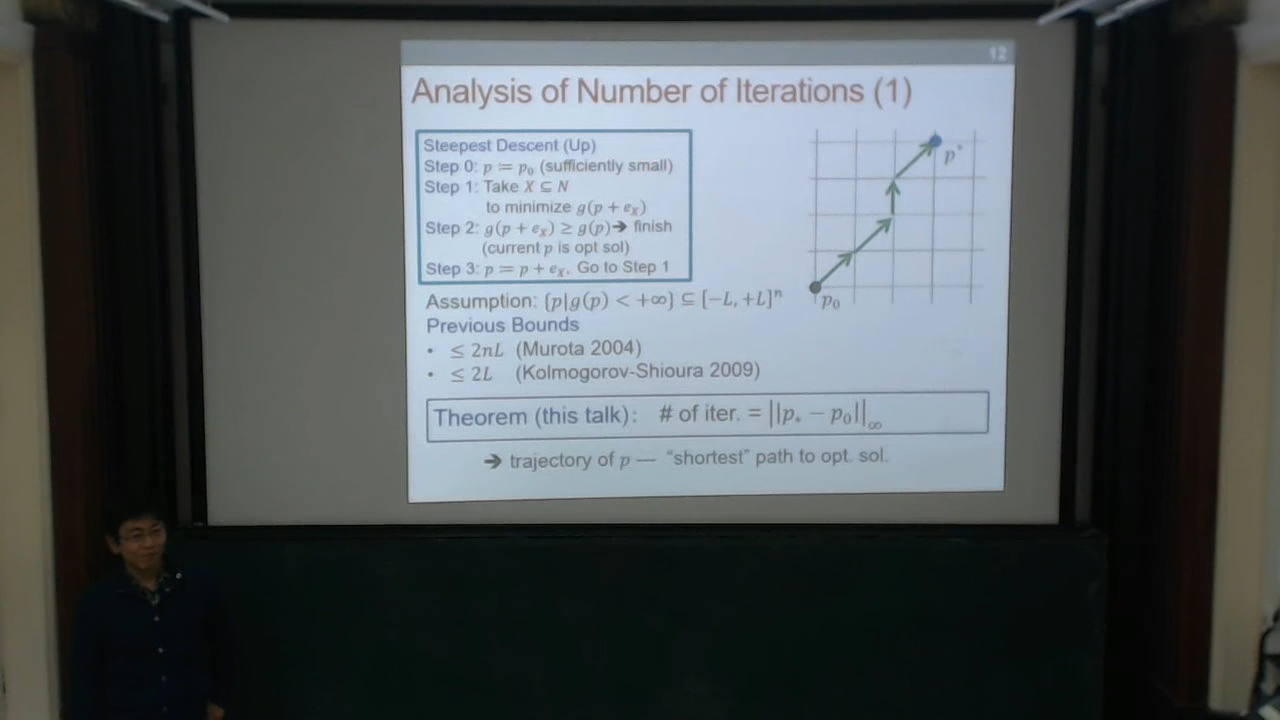 12
Analysis of Number of Iterations (1)
Steepest Descent (Up)
Step 0: p := p₀ (sufficiently small)
Step 1: Take X ⊆ N
to minimize g(p + e_X)
Step 2: g(p + e_X) ≥ g(p)➔ finish
(current p is opt sol)
Step 3: p := p + e_X. Go to Step 1
p*
p₀
Assumption: {p|g(p) < +∞} ⊆ [−L, +L]ⁿ
Previous Bounds
• ≤ 2nL (Murota 2004)
• ≤ 2L (Kolmogorov-Shioura 2009)
Theorem (this talk): # of iter. = ||p_* − p₀||_∞
➔ trajectory of p — “shortest” path to opt. sol.